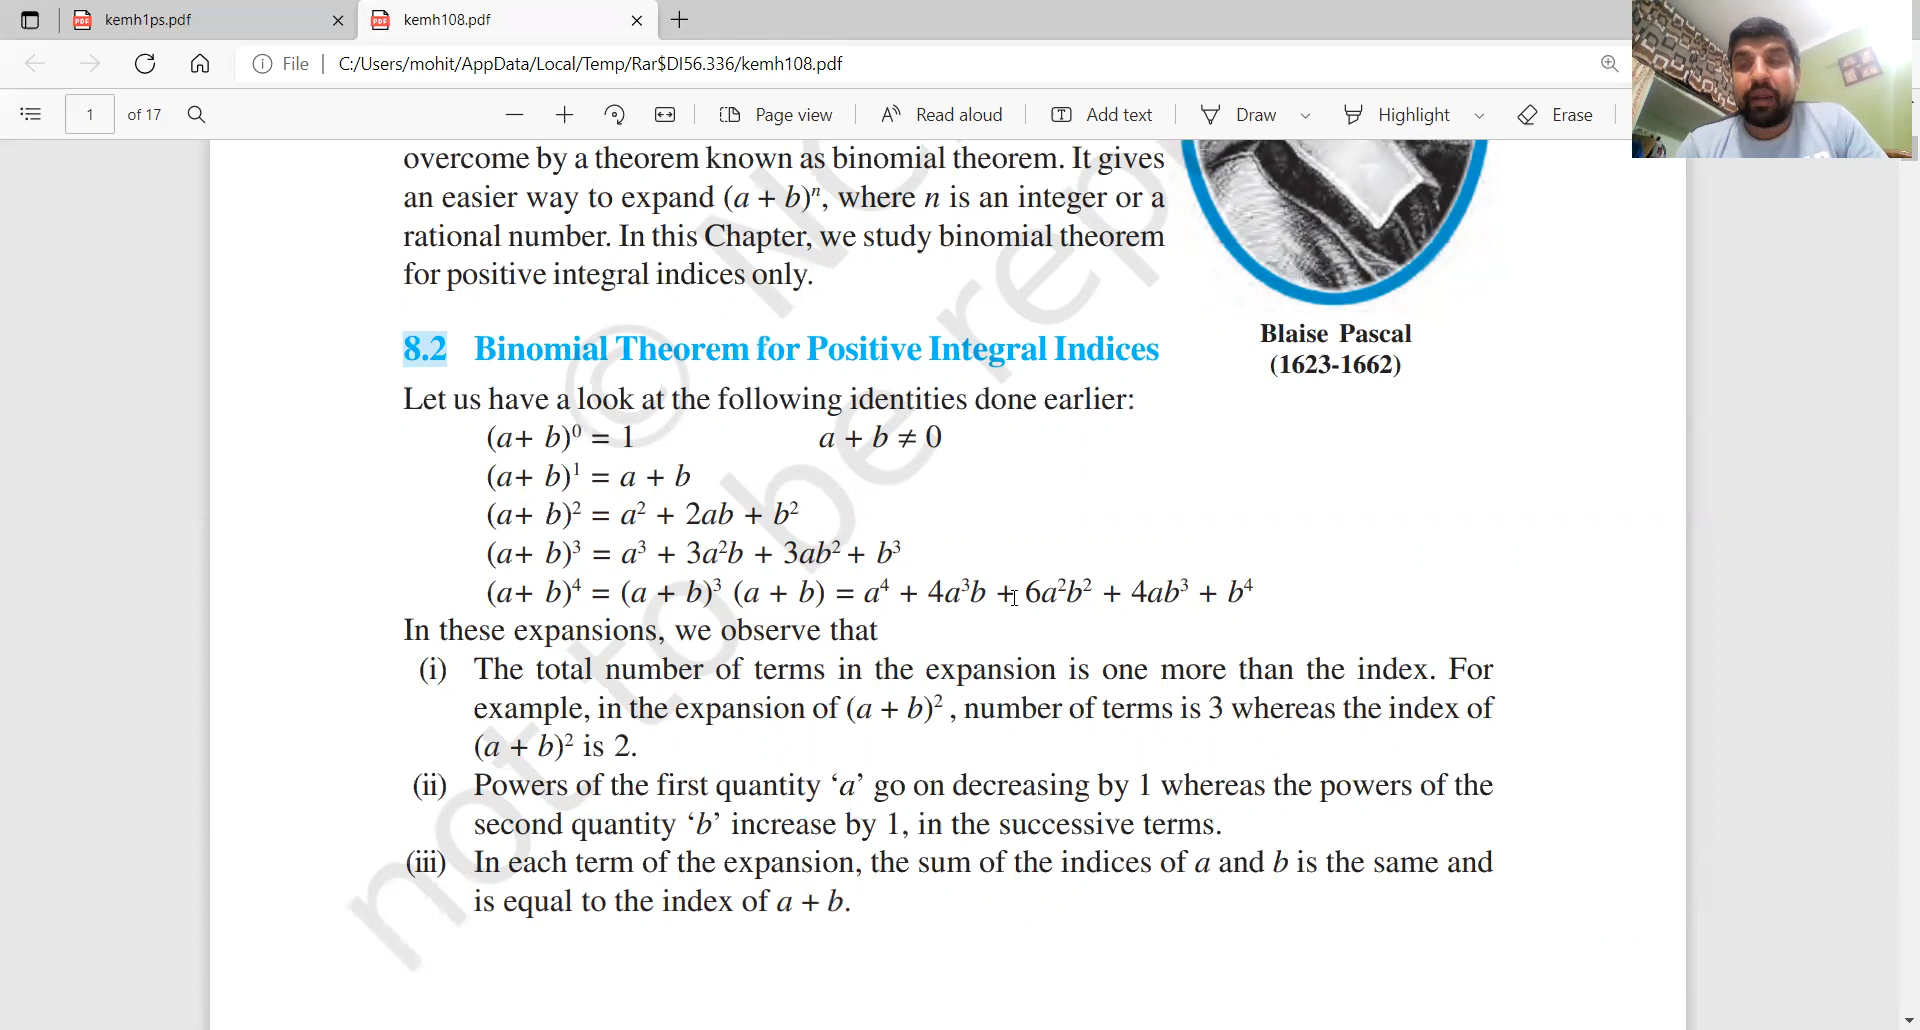 kemh1ps.pdf
kemh108.pdf
File
C:/Users/mohit/AppData/Local/Temp/Rar$DI56.336/kemh108.pdf
1 of 17
Page view
Read aloud
Add text
Draw
Highlight
Erase
overcome by a theorem known as binomial theorem. It gives
an easier way to expand (a + b)ⁿ, where n is an integer or a
rational number. In this Chapter, we study binomial theorem
for positive integral indices only.
Blaise Pascal
(1623-1662)
8.2 Binomial Theorem for Positive Integral Indices
Let us have a look at the following identities done earlier:
(a+ b)⁰ = 1 a + b ≠ 0
(a+ b)¹ = a + b
(a+ b)² = a² + 2ab + b²
(a+ b)³ = a³ + 3a²b + 3ab² + b³
(a+ b)⁴ = (a + b)³ (a + b) = a⁴ + 4a³b + 6a²b² + 4ab³ + b⁴
In these expansions, we observe that
(i) The total number of terms in the expansion is one more than the index. For
example, in the expansion of (a + b)² , number of terms is 3 whereas the index of
(a + b)² is 2.
(ii) Powers of the first quantity ‘a’ go on decreasing by 1 whereas the powers of the
second quantity ‘b’ increase by 1, in the successive terms.
(iii) In each term of the expansion, the sum of the indices of a and b is the same and
is equal to the index of a + b.
not to be rep
© NC